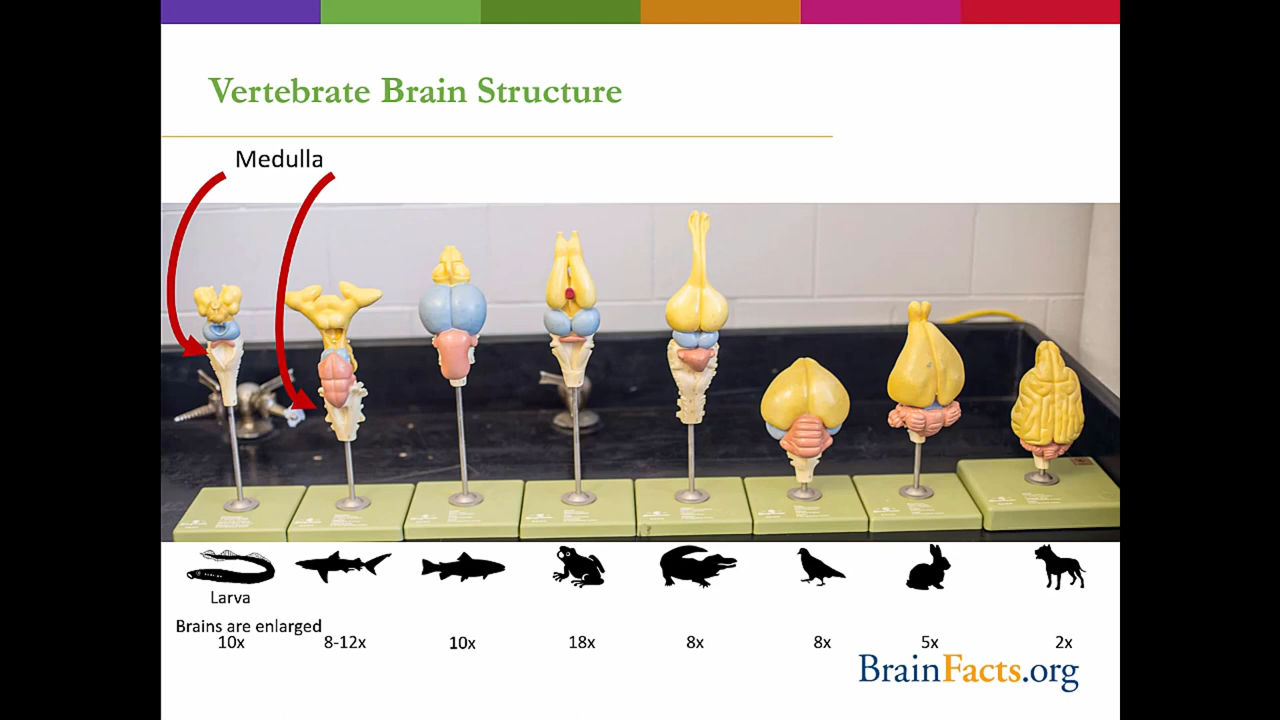 Vertebrate Brain Structure
Medulla
Larva
Brains are enlarged
10x 8-12x 10x 18x 8x 8x 5x 2x
BrainFacts.org